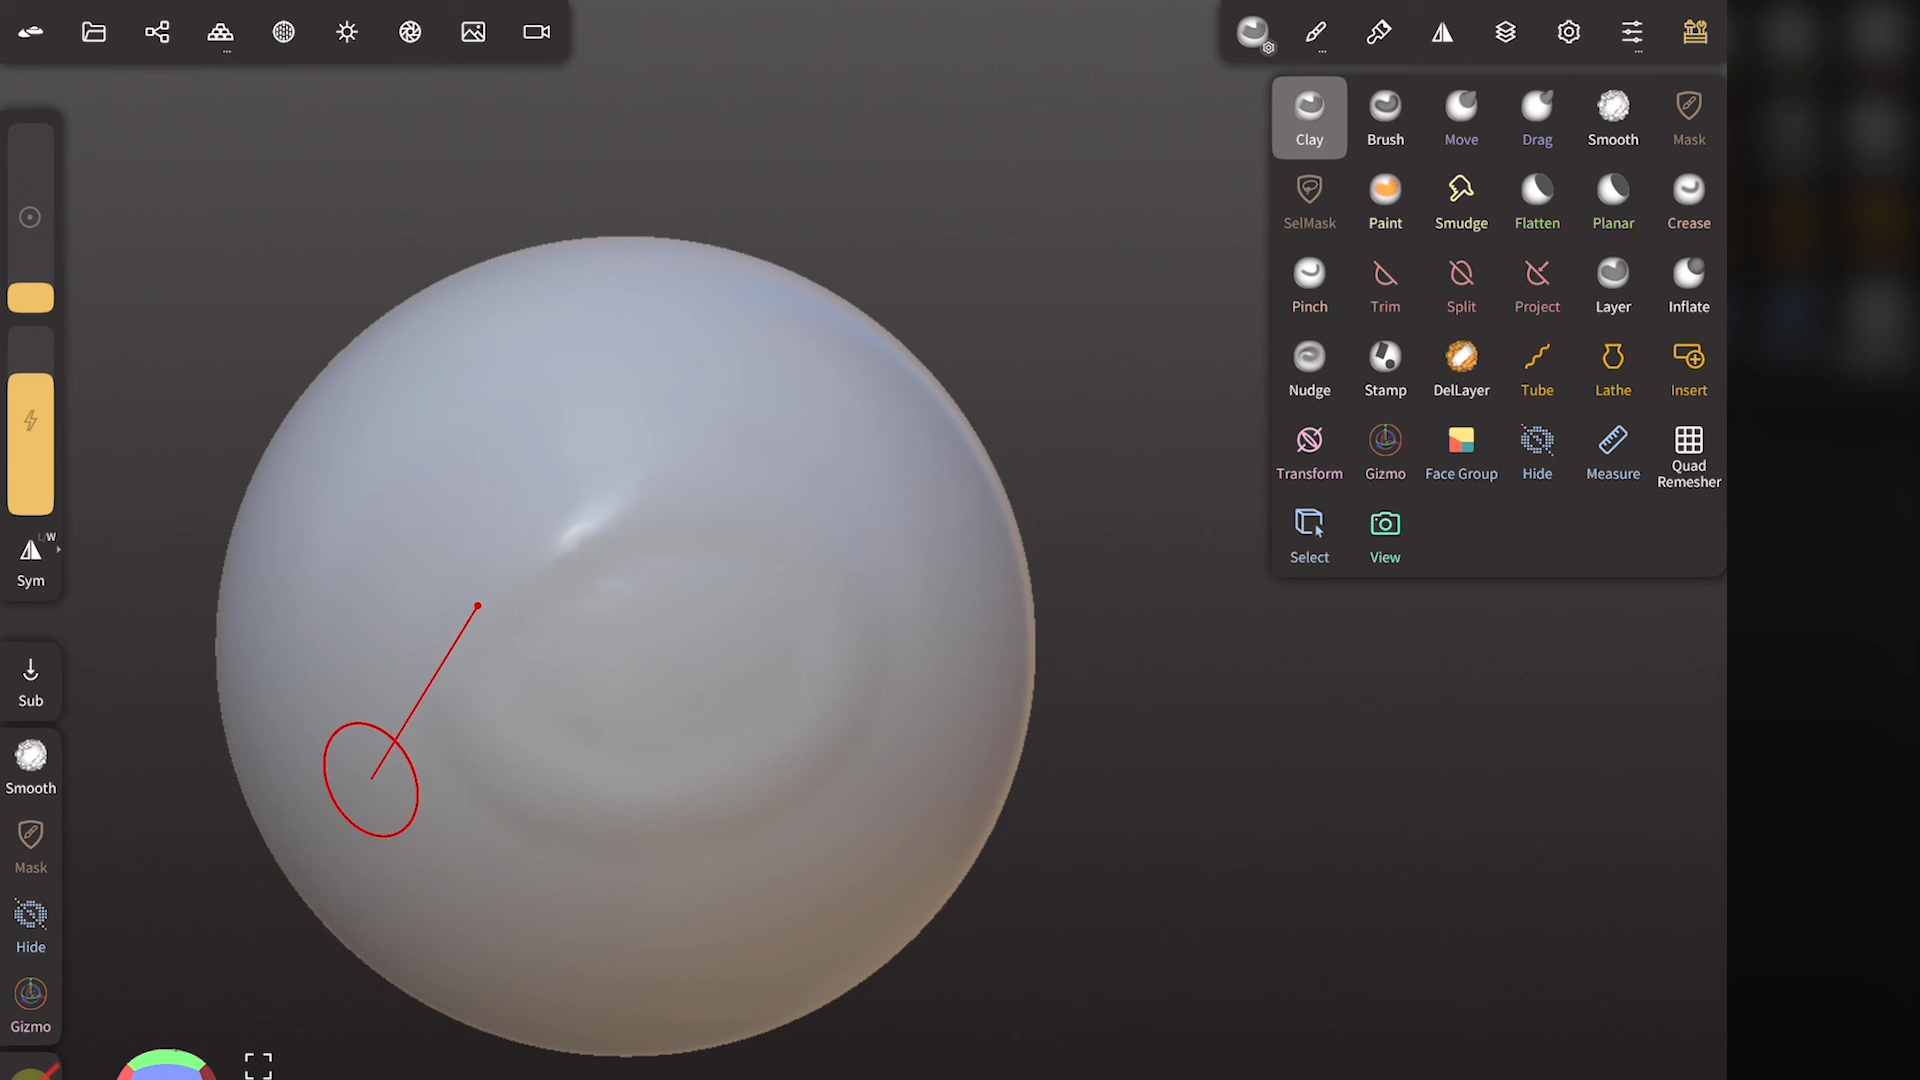 Clay Brush Move Drag Smooth Mask
SelMask Paint Smudge Flatten Planar Crease
Pinch Trim Split Project Layer Inflate
Nudge Stamp DelLayer Tube Lathe Insert
Transform Gizmo Face Group Hide Measure Quad
Remesher
Select View
L/W
Sym
Sub
Smooth
Mask
Hide
Gizmo